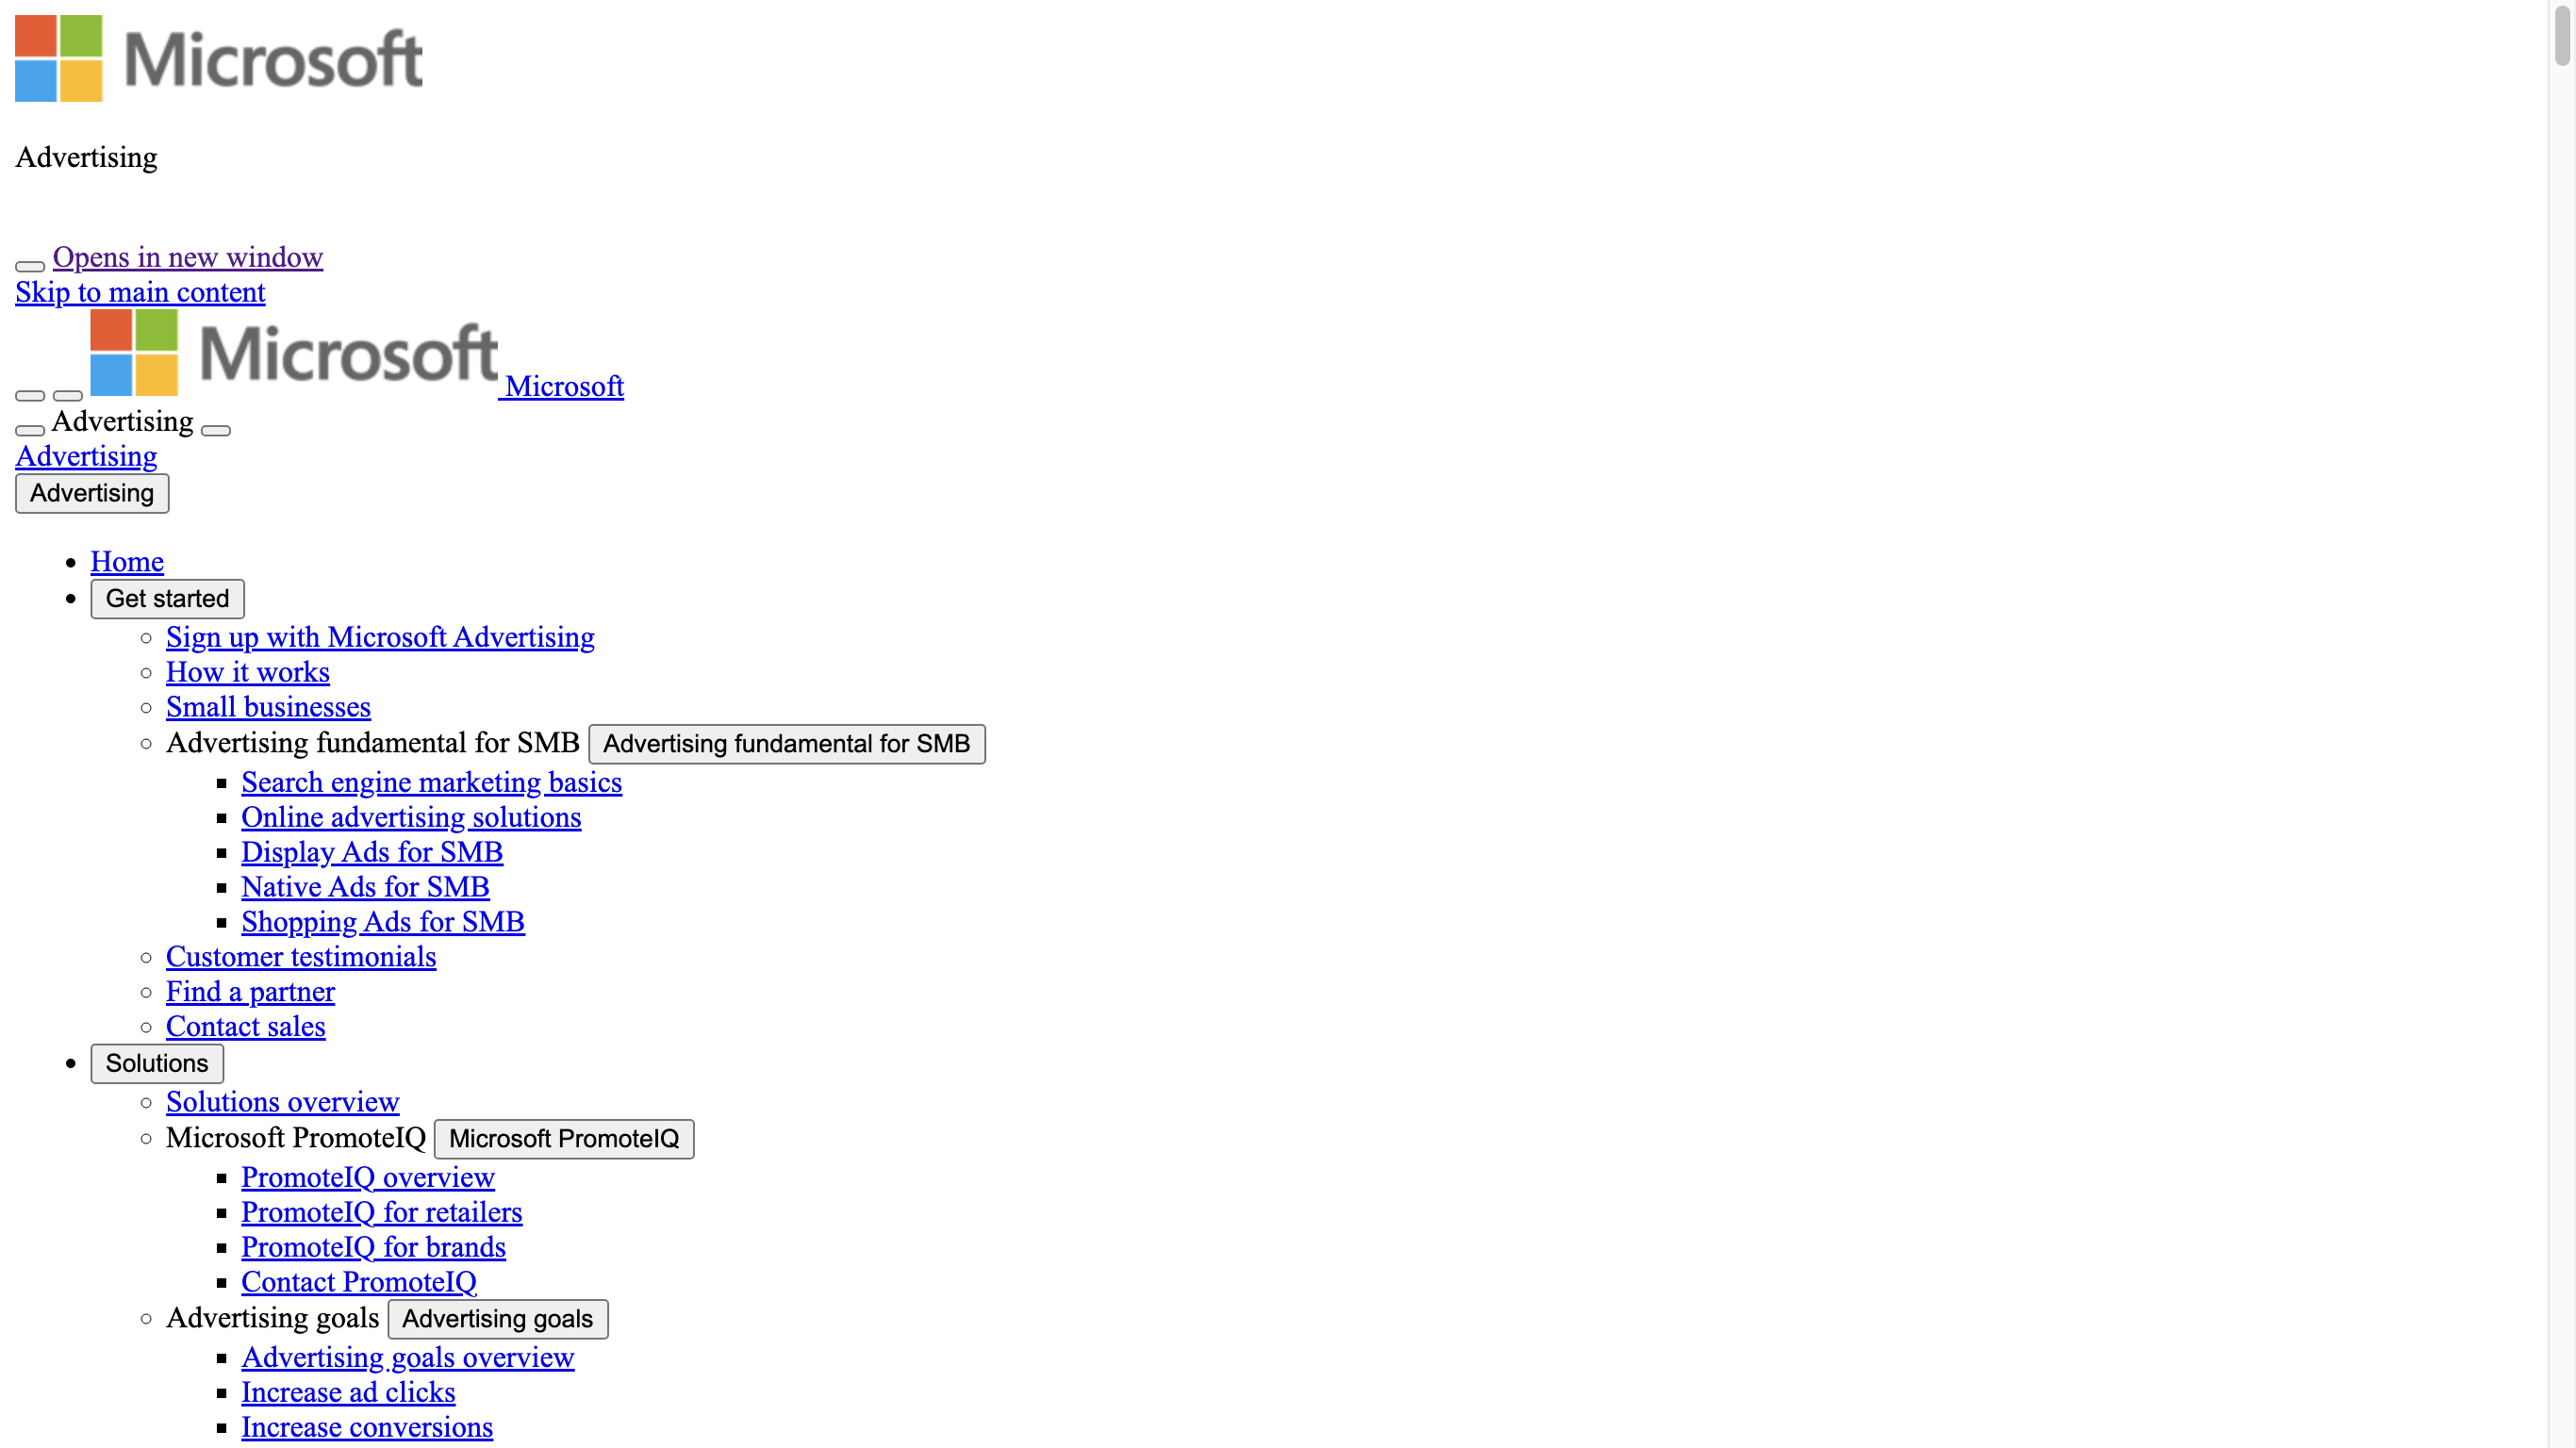 Microsoft
Advertising
Opens in new window
Skip to main content
Microsoft Microsoft
Advertising
Advertising
Advertising
Home
Get started
Sign up with Microsoft Advertising
How it works
Small businesses
Advertising fundamental for SMB Advertising fundamental for SMB
Search engine marketing basics
Online advertising solutions
Display Ads for SMB
Native Ads for SMB
Shopping Ads for SMB
Customer testimonials
Find a partner
Contact sales
Solutions
Solutions overview
Microsoft PromoteIQ Microsoft PromoteIQ
PromoteIQ overview
PromoteIQ for retailers
PromoteIQ for brands
Contact PromoteIQ
Advertising goals Advertising goals
Advertising goals overview
Increase ad clicks
Increase conversions